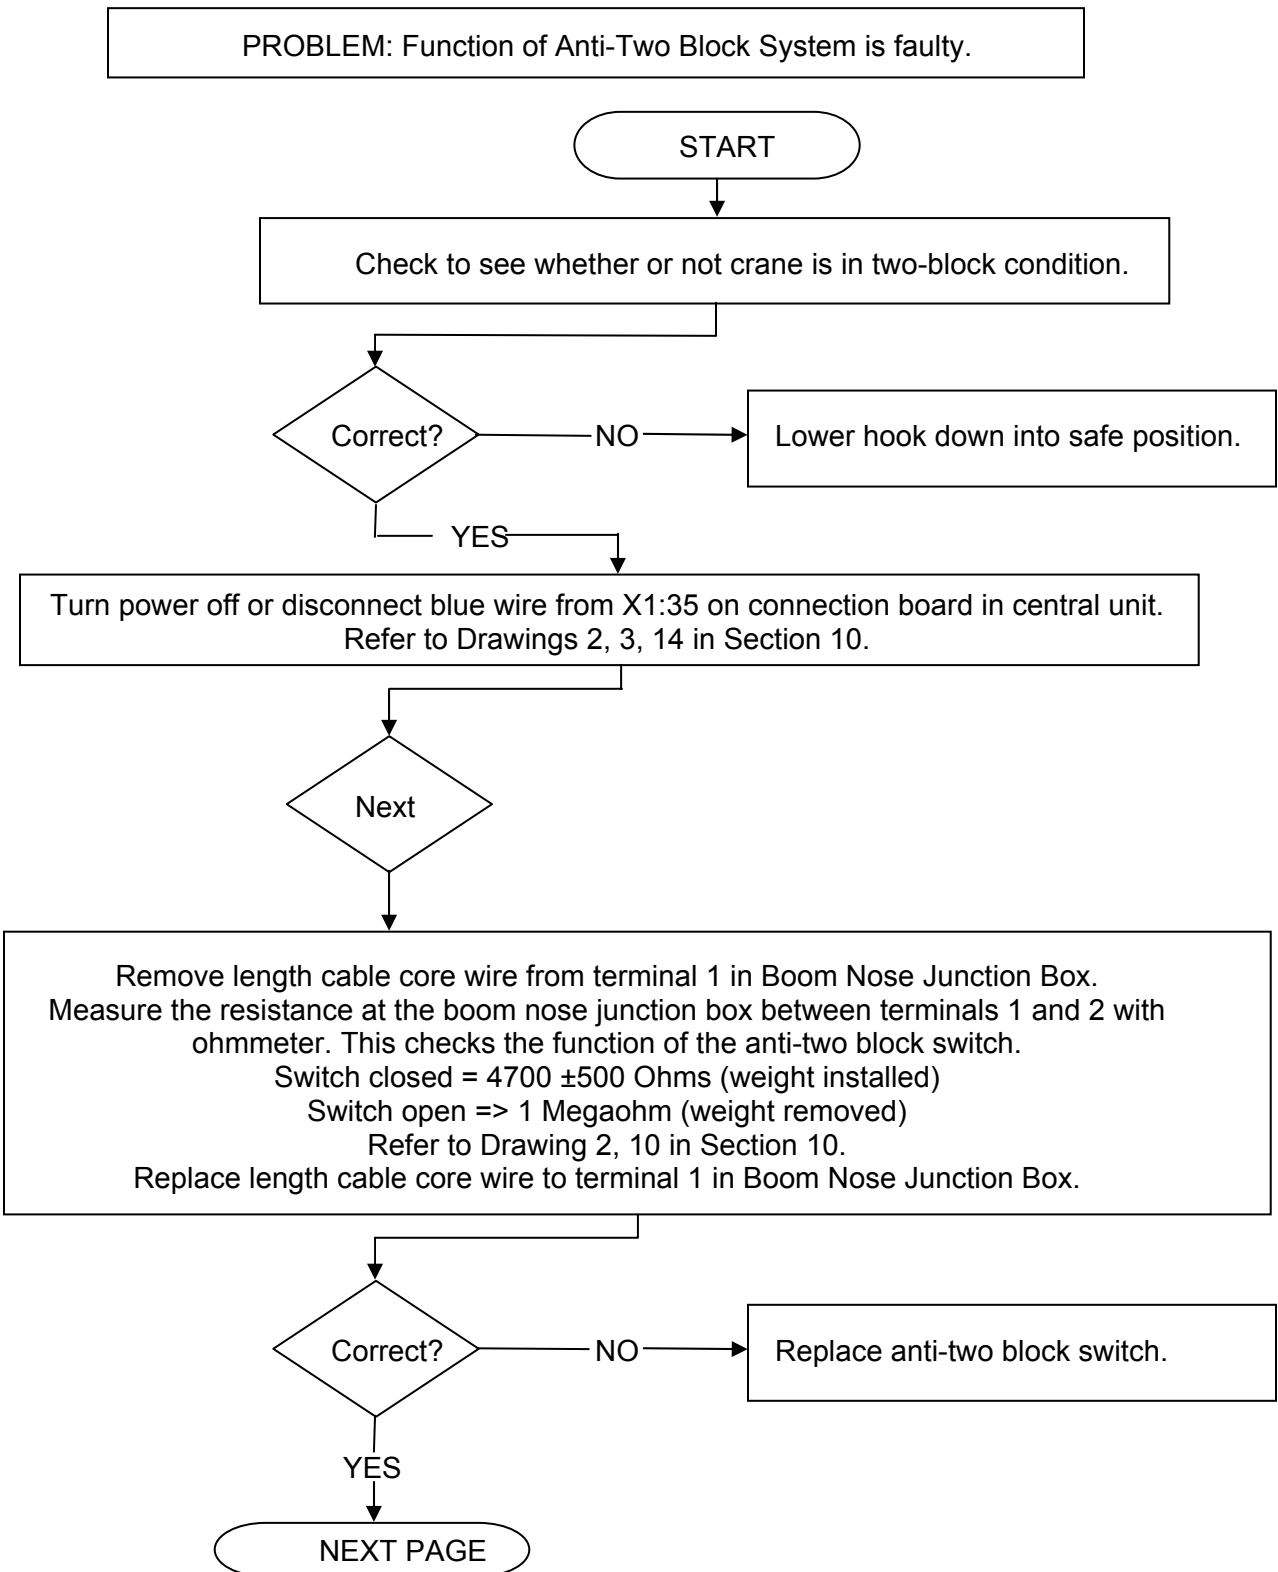 PROBLEM: Function of Anti-Two Block System is faulty.
START
Check to see whether or not crane is in two-block condition.
Correct?
NO
Lower hook down into safe position.
YES
Turn power off or disconnect blue wire from X1:35 on connection board in central unit.
Refer to Drawings 2, 3, 14 in Section 10.
Next
Remove length cable core wire from terminal 1 in Boom Nose Junction Box.
Measure the resistance at the boom nose junction box between terminals 1 and 2 with
ohmmeter. This checks the function of the anti-two block switch.
Switch closed = 4700 ±500 Ohms (weight installed)
Switch open => 1 Megaohm (weight removed)
Refer to Drawing 2, 10 in Section 10.
Replace length cable core wire to terminal 1 in Boom Nose Junction Box.
Correct?
NO
Replace anti-two block switch.
YES
NEXT PAGE